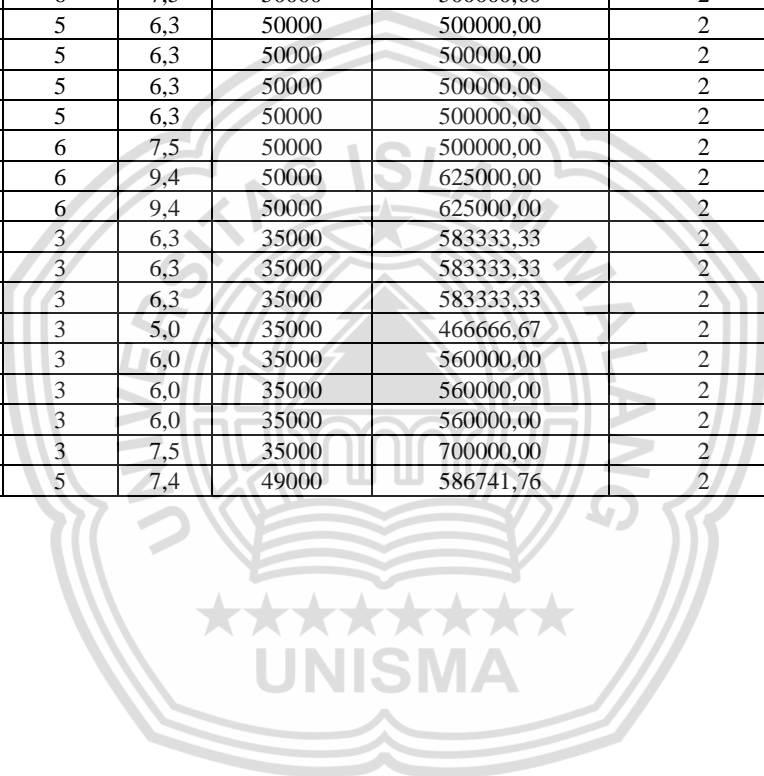 5 6,3 50000 500000,00 2
5 6,3 50000 500000,00 2
5 6,3 50000 500000,00 2
5 6,3 50000 500000,00 2
6 7,5 50000 500000,00 2
6 9,4 50000 625000,00 2
6 9,4 50000 625000,00 2
3 6,3 35000 583333,33 2
3 6,3 35000 583333,33 2
3 6,3 35000 583333,33 2
3 5,0 35000 466666,67 2
3 6,0 35000 560000,00 2
3 6,0 35000 560000,00 2
3 6,0 35000 560000,00 2
3 7,5 35000 700000,00 2
5 7,4 49000 586741,76 2
UNIVERSITAS ISLAM MALANG
UNISMA